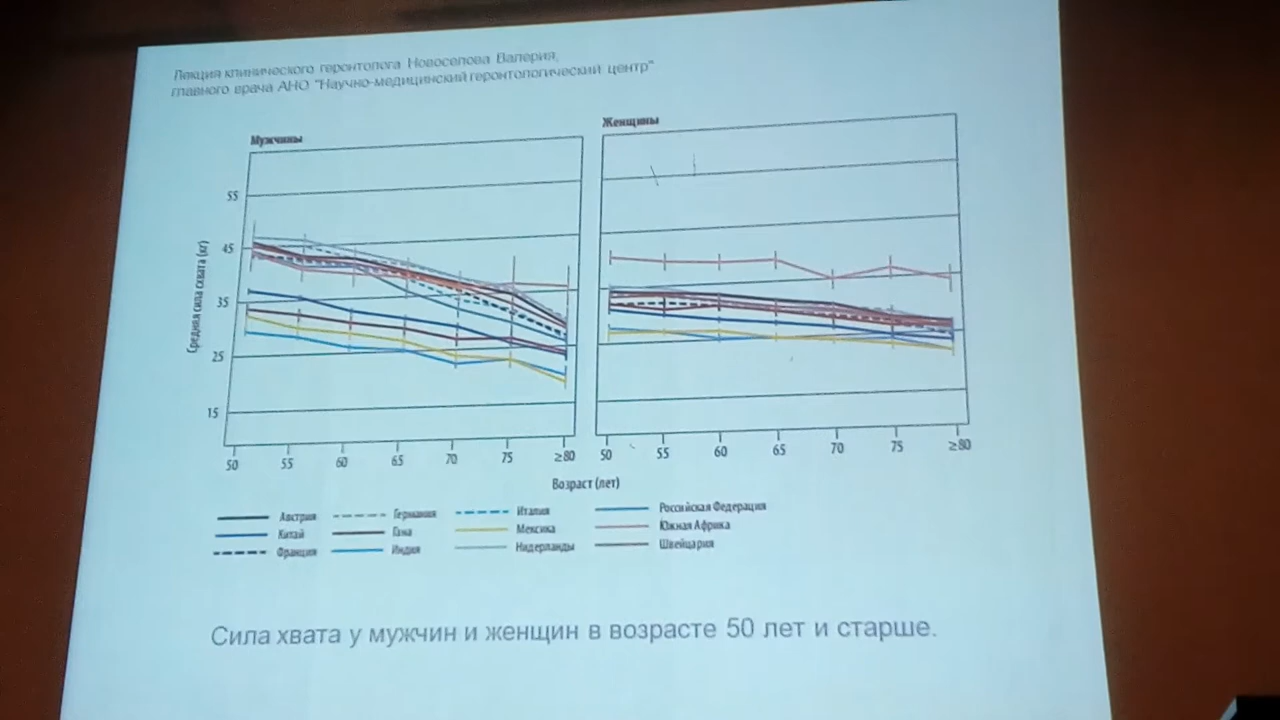 Лекция клинического геронтолога Новоселова Валерия,
главного врача АНО "Научно-медицинский геронтологический центр"
Мужчины
Женщины
Средняя сила схвата (кг)
55
45
35
25
15
50 55 60 65 70 75 ≥80
50 55 60 65 70 75 ≥80
Возраст (лет)
Австрия Германия Италия Российская Федерация
Китай Гана Мексика Южная Африка
Франция Индия Нидерланды Швейцария
Сила хвата у мужчин и женщин в возрасте 50 лет и старше.